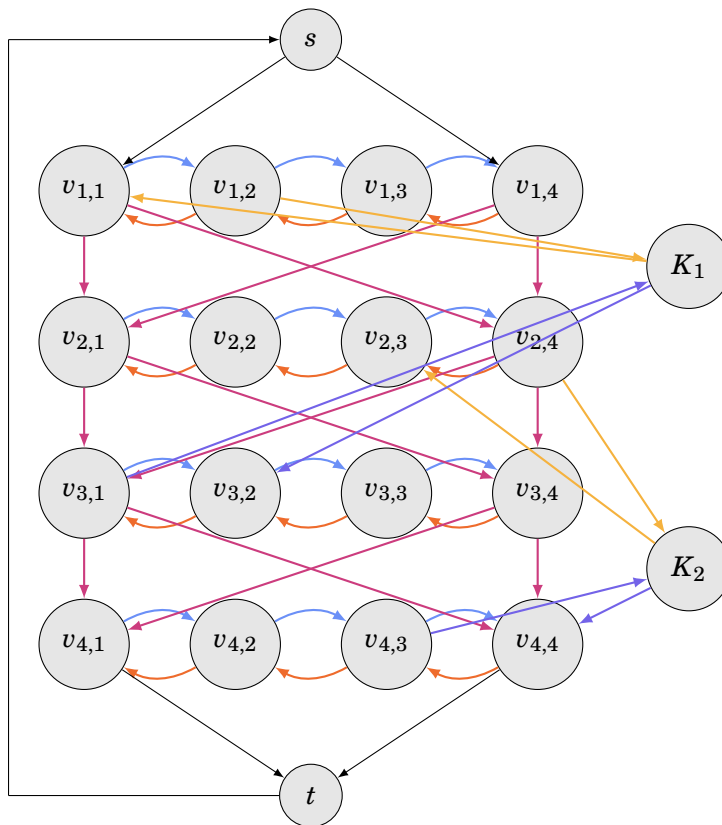 s
v1,1 v1,2 v1,3 v1,4
K1
v2,1 v2,2 v2,3 v2,4
v3,1 v3,2 v3,3 v3,4
K2
v4,1 v4,2 v4,3 v4,4
t